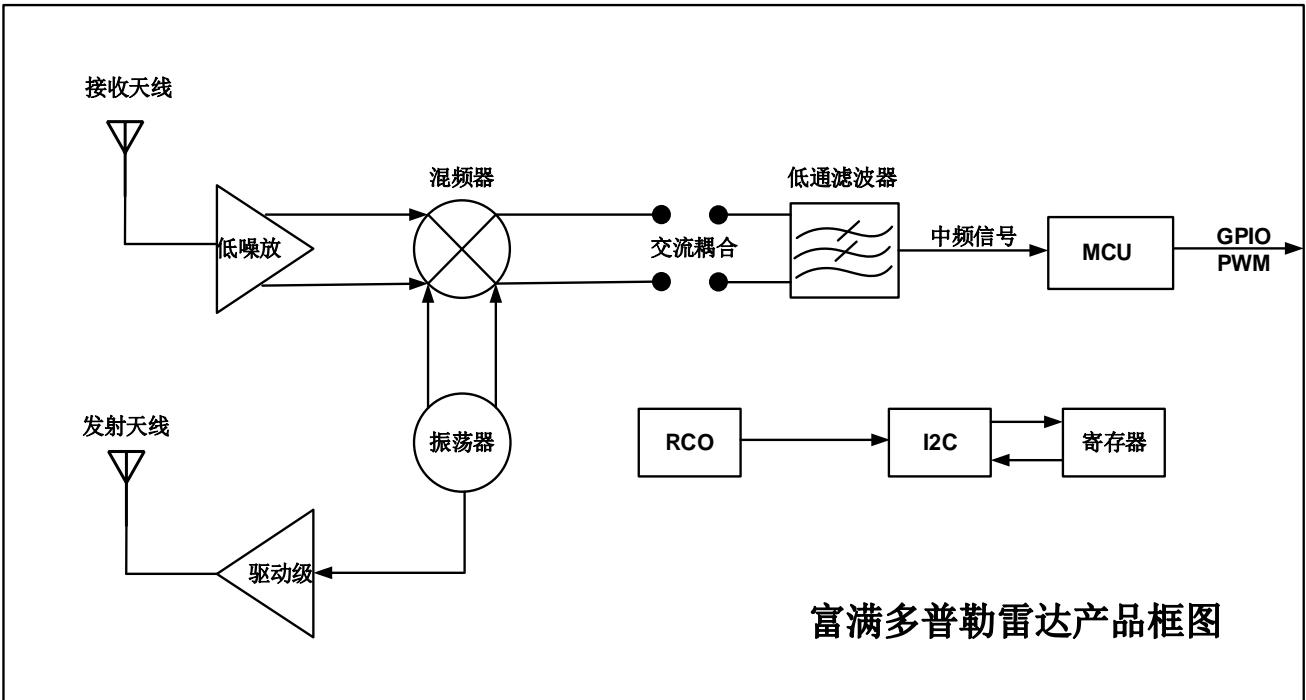 接收天线
混频器
低通滤波器
低噪放
交流耦合
中频信号
MCU
GPIO
PWM
发射天线
振荡器
RCO
I2C
寄存器
驱动级
富满多普勒雷达产品框图